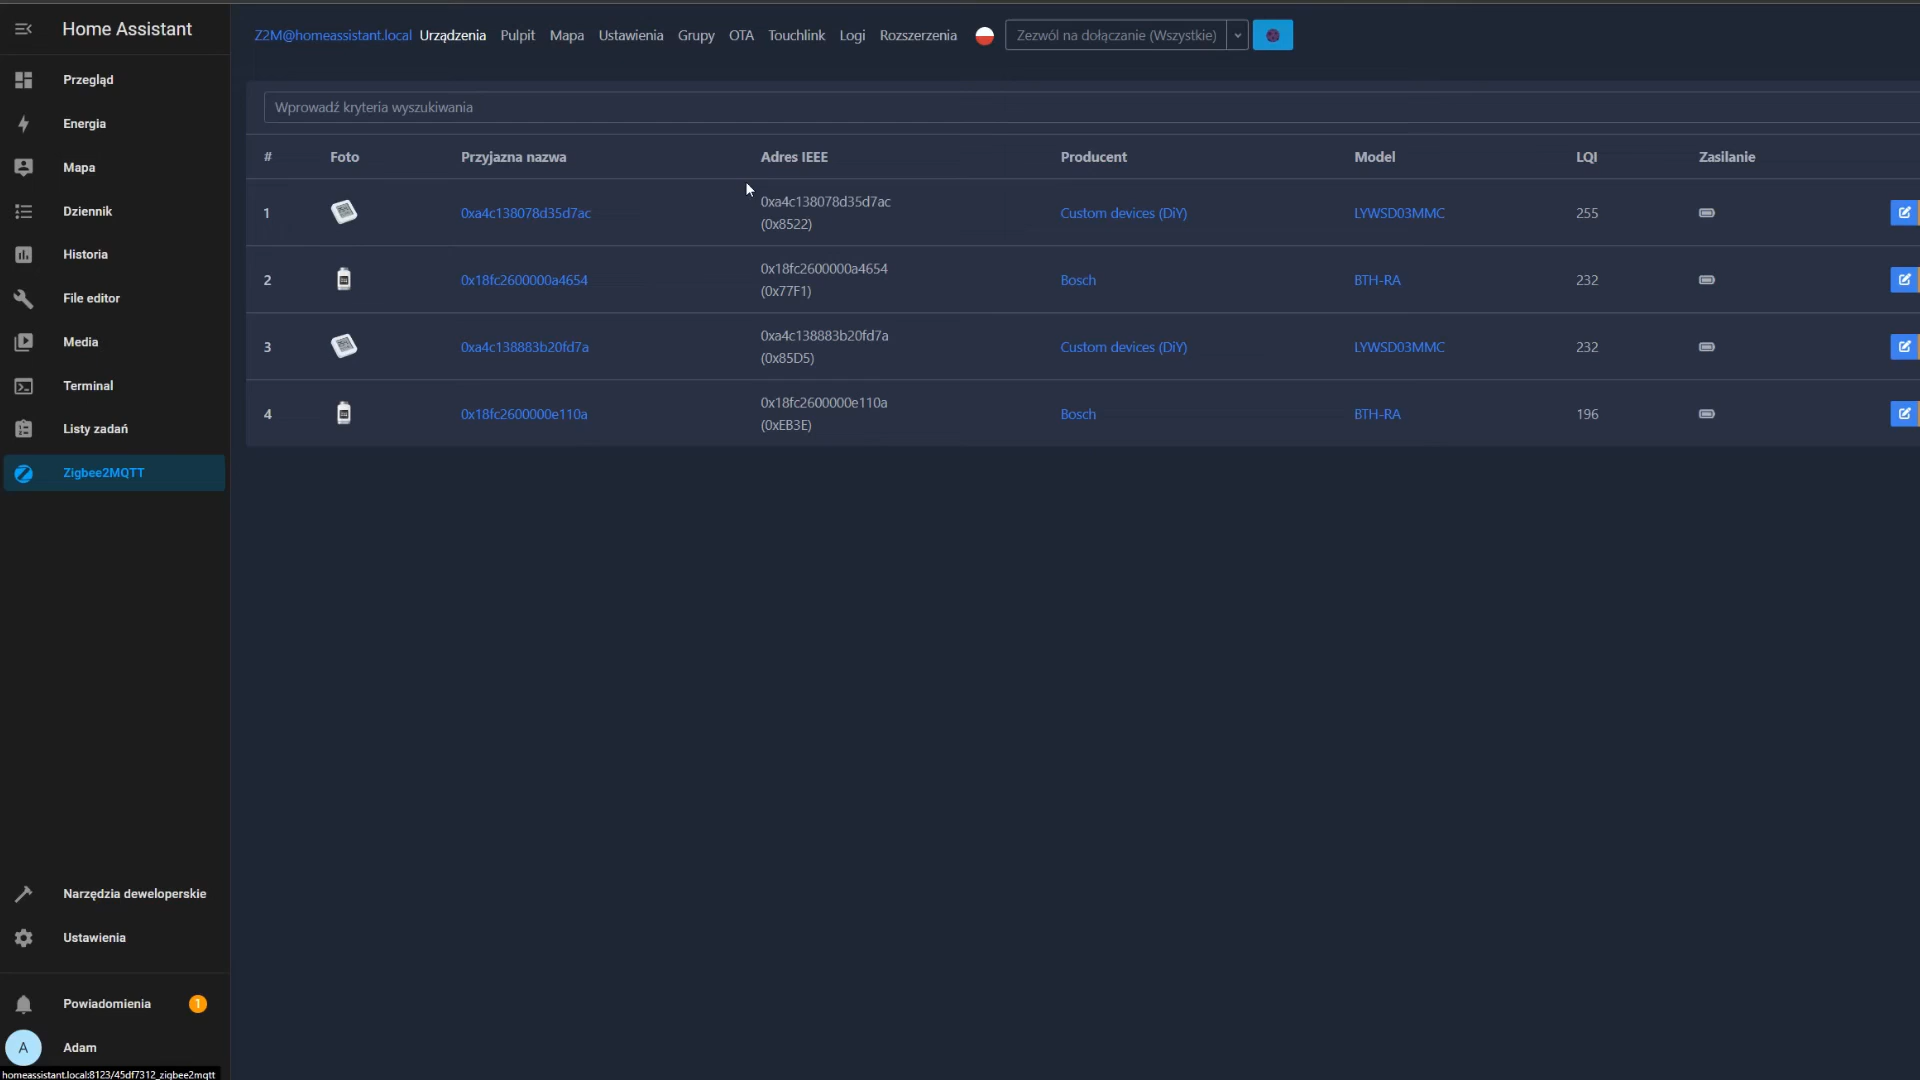 Home Assistant
Przegląd
Energia
Mapa
Dziennik
Historia
File editor
Media
Terminal
Listy zadań
Zigbee2MQTT
Narzędzia deweloperskie
Ustawienia
Powiadomienia 1
A Adam
homeassistant.local:8123/45df7312_zigbee2mqtt
Z2M@homeassistant.local Urządzenia Pulpit Mapa Ustawienia Grupy OTA Touchlink Logi Rozszerzenia Zezwól na dołączanie (Wszystkie)
Wprowadź kryteria wyszukiwania
# Foto Przyjazna nazwa Adres IEEE Producent Model LQI Zasilanie
1 0xa4c138078d35d7ac 0xa4c138078d35d7ac Custom devices (DiY) LYWSD03MMC 255
(0x8522)
2 0x18fc2600000a4654 0x18fc2600000a4654 Bosch BTH-RA 232
(0x77F1)
3 0xa4c138883b20fd7a 0xa4c138883b20fd7a Custom devices (DiY) LYWSD03MMC 232
(0x85D5)
4 0x18fc2600000e110a 0x18fc2600000e110a Bosch BTH-RA 196
(0xEB3E)